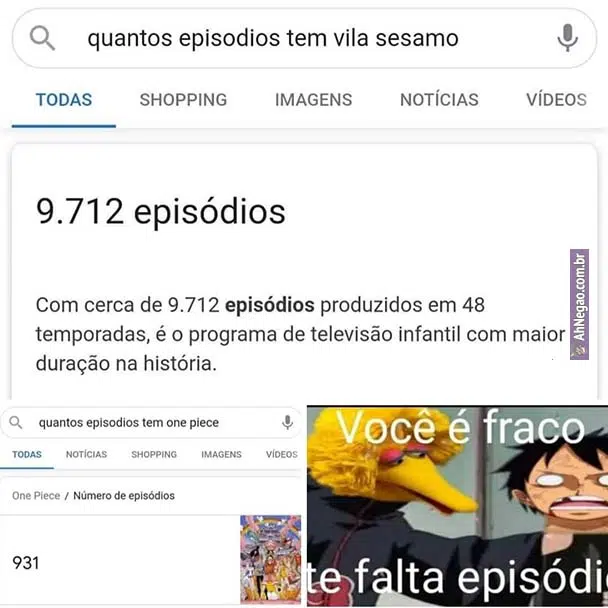 quantos episodios tem vila sesamo
TODAS SHOPPING IMAGENS NOTÍCIAS VÍDEOS
9.712 episódios
Com cerca de 9.712 episódios produzidos em 48
temporadas, é o programa de televisão infantil com maior
duração na história.
AhNegao.com.br
quantos episodios tem one piece
TODAS NOTÍCIAS SHOPPING IMAGENS VÍDEOS
One Piece / Número de episódios
931
Você é fraco
te falta episódi